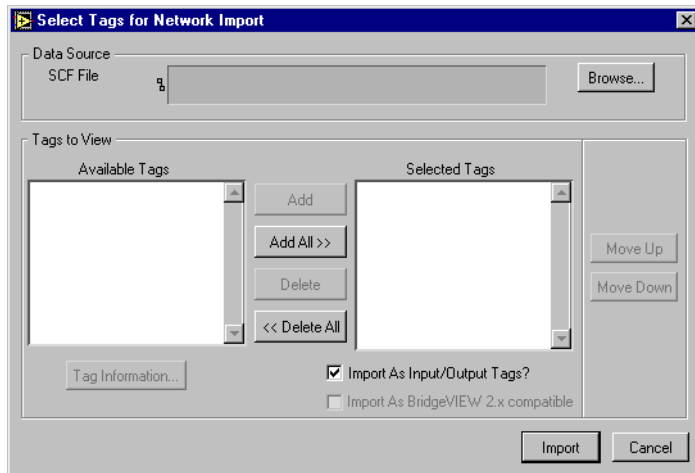 Select Tags for Network Import
Data Source
SCF File
Browse...
Tags to View
Available Tags
Selected Tags
Add
Add All >>
Delete
<< Delete All
Move Up
Move Down
Tag Information...
Import As Input/Output Tags?
Import As BridgeVIEW 2.x compatible
Import
Cancel